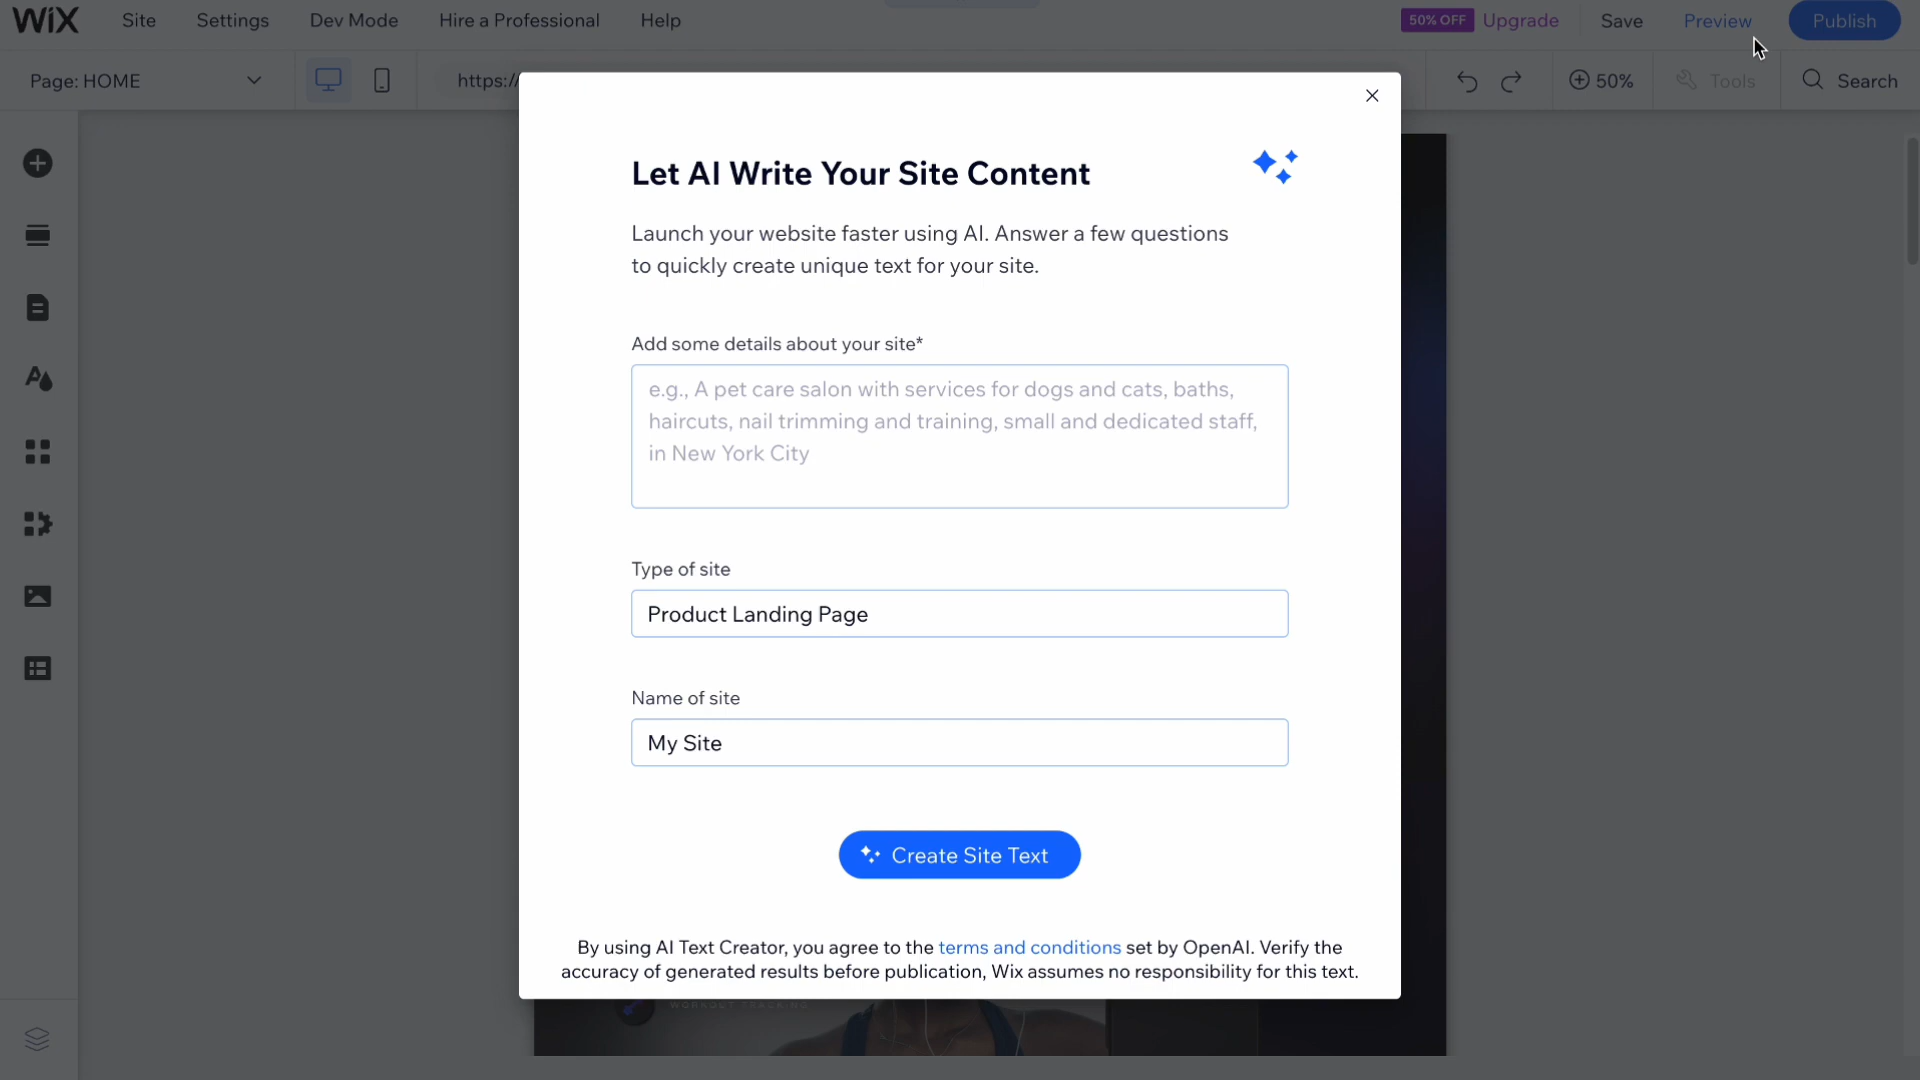 WiX Site Settings Dev Mode Hire a Professional Help 50% OFF Upgrade Save Preview Publish
Page: HOME https:// 50% Tools Search
Let AI Write Your Site Content
Launch your website faster using AI. Answer a few questions
to quickly create unique text for your site.
Add some details about your site*
e.g., A pet care salon with services for dogs and cats, baths,
haircuts, nail trimming and training, small and dedicated staff,
in New York City
Type of site
Product Landing Page
Name of site
My Site
Create Site Text
By using AI Text Creator, you agree to the terms and conditions set by OpenAI. Verify the
accuracy of generated results before publication, Wix assumes no responsibility for this text.
WORKOUT TRACKING